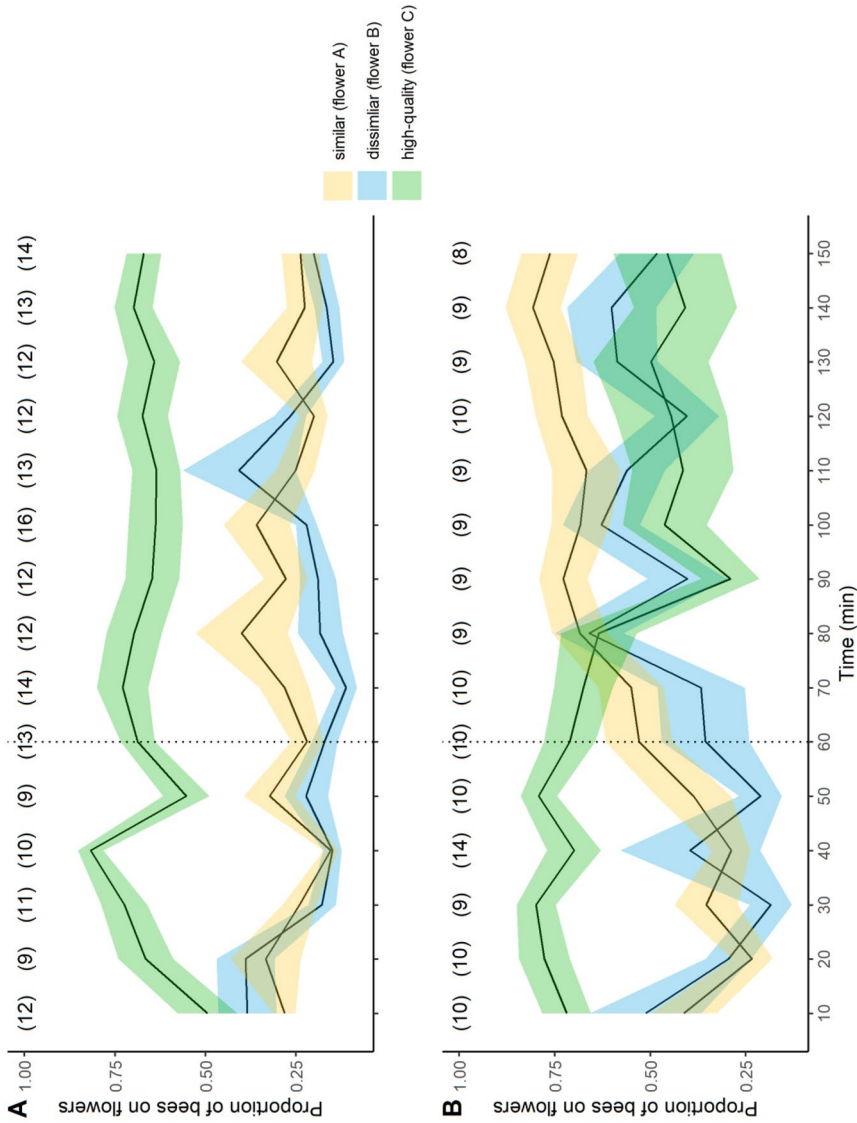 A
Proportion of bees on flowers
1.00
0.75
0.50
0.25
(12) (9) (11) (10) (9) (13) (14) (12) (12) (16) (13) (12) (12) (13) (14)
similar (flower A)
dissimliar (flower B)
high-quality (flower C)
B
Proportion of bees on flowers
1.00
0.75
0.50
0.25
(10) (10) (9) (14) (10) (10) (10) (9) (9) (9) (9) (10) (9) (9) (8)
10 20 30 40 50 60 70 80 90 100 110 120 130 140 150
Time (min)